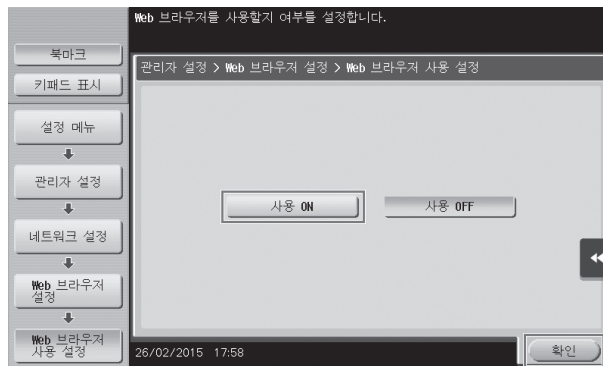 Web 브라우저를 사용할지 여부를 설정합니다.
북마크
키패드 표시
설정 메뉴
관리자 설정
네트워크 설정
Web 브라우저
설정
Web 브라우저
사용 설정
관리자 설정 > Web 브라우저 설정 > Web 브라우저 사용 설정
사용 ON
사용 OFF
26/02/2015 17:58
확인